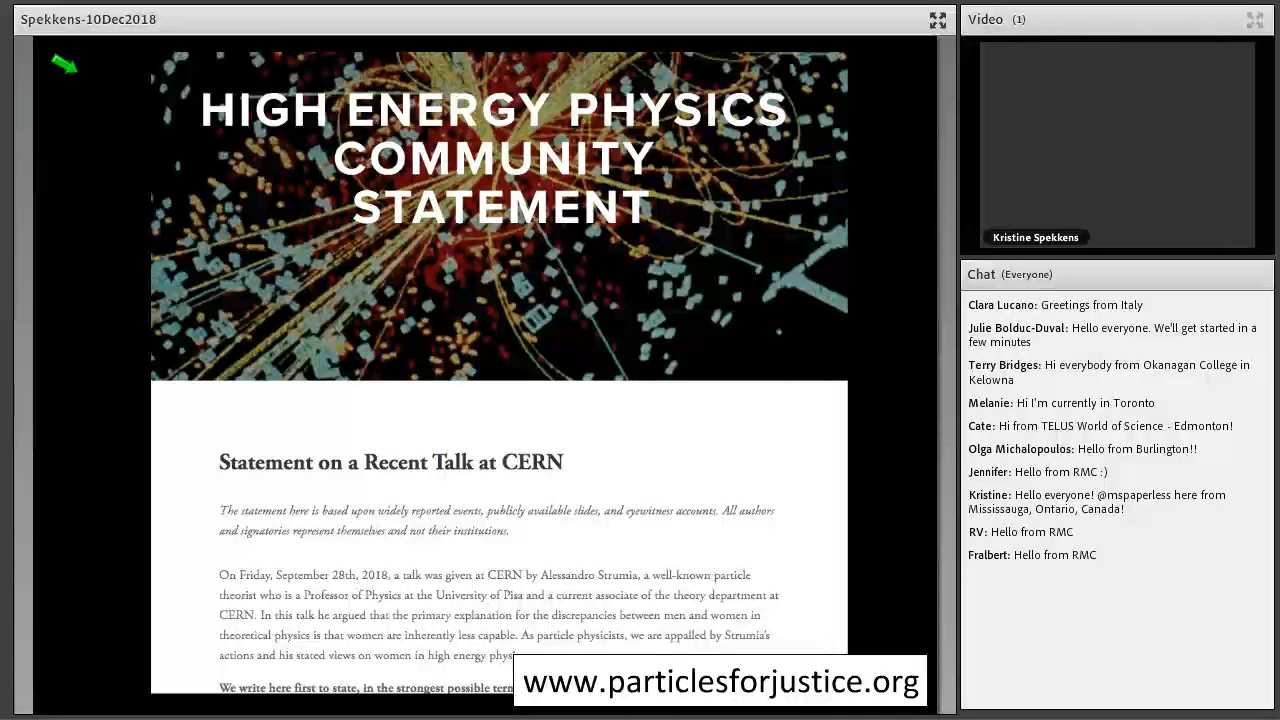 Spekkens-10Dec2018
HIGH ENERGY PHYSICS
COMMUNITY
STATEMENT
Statement on a Recent Talk at CERN
The statement here is based upon widely reported events, publicly available slides, and eyewitness accounts. All authors
and signatories represent themselves and not their institutions.
On Friday, September 28th, 2018, a talk was given at CERN by Alessandro Strumia, a well-known particle
theorist who is a Professor of Physics at the University of Pisa and a current associate of the theory department at
CERN. In this talk he argued that the primary explanation for the discrepancies between men and women in
theoretical physics is that women are inherently less capable. As particle physicists, we are appalled by Strumia's
actions and his stated views on women in high energy
We write here first to state, in the strongest possible
www.particlesforjustice.org
Video (1)
Kristine Spekkens
Chat (Everyone)
Clara Lucano: Greetings from Italy
Julie Bolduc-Duval: Hello everyone. We'll get started in a
few minutes
Terry Bridges: Hi everybody from Okanagan College in
Kelowna
Melanie: Hi I'm currently in Toronto
Cate: Hi from TELUS World of Science - Edmonton!
Olga Michalopoulos: Hello from Burlington!!
Jennifer: Hello from RMC :)
Kristine: Hello everyone! @mspaperless here from
Mississauga, Ontario, Canada!
RV: Hello from RMC
Fralbert: Hello from RMC